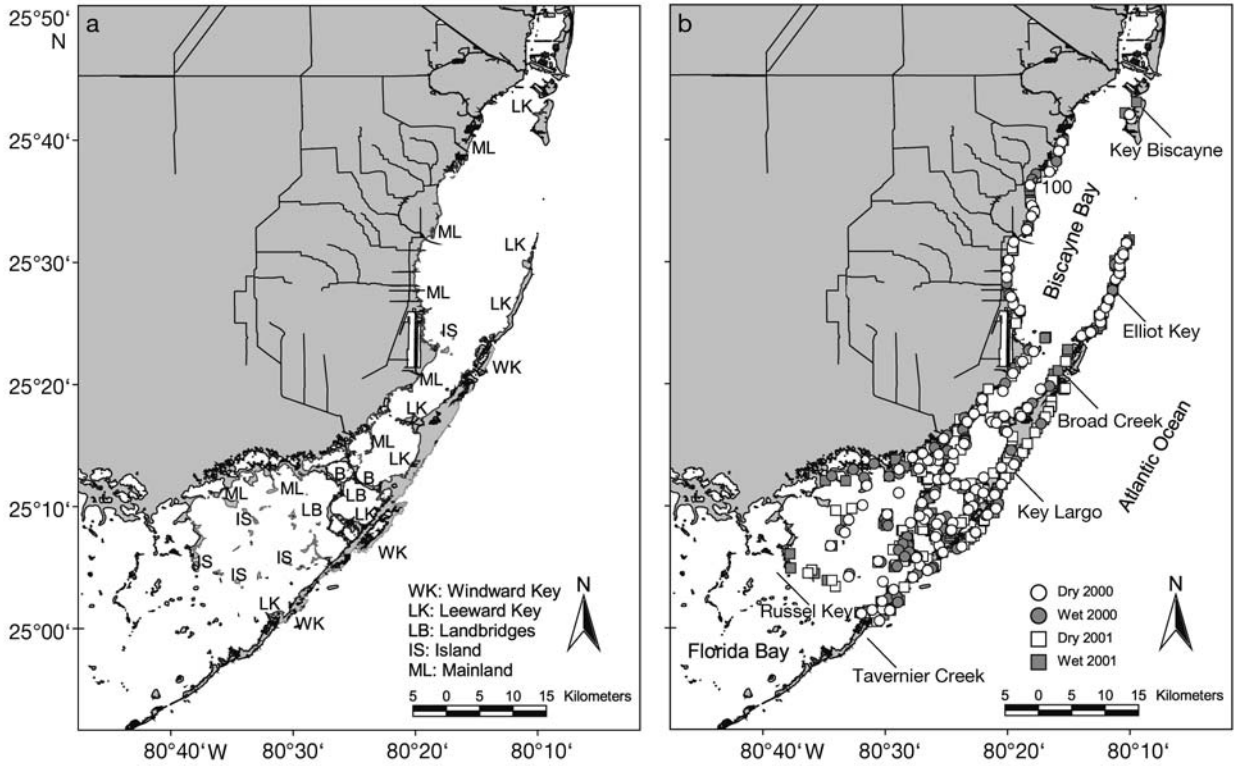 25°50‘
N
25°40‘
25°30‘
25°20‘
25°10‘
25°00‘
a
LK
ML
ML
LK
ML
LK
IS
WK
ML
LK
ML
LK
B
B
LB
ML
ML
LB
LK
IS
WK
IS
IS
IS
LK
WK
WK: Windward Key
LK: Leeward Key
LB: Landbridges
IS: Island
ML: Mainland
N
5 0 5 10 15 Kilometers
80°40‘W 80°30‘ 80°20‘ 80°10‘
b
Key Biscayne
100
Biscayne Bay
Elliot Key
Broad Creek
Atlantic Ocean
Key Largo
Russel Key
Florida Bay
Tavernier Creek
Dry 2000
Wet 2000
Dry 2001
Wet 2001
N
5 0 5 10 15 Kilometers
80°40‘W 80°30‘ 80°20‘ 80°10‘